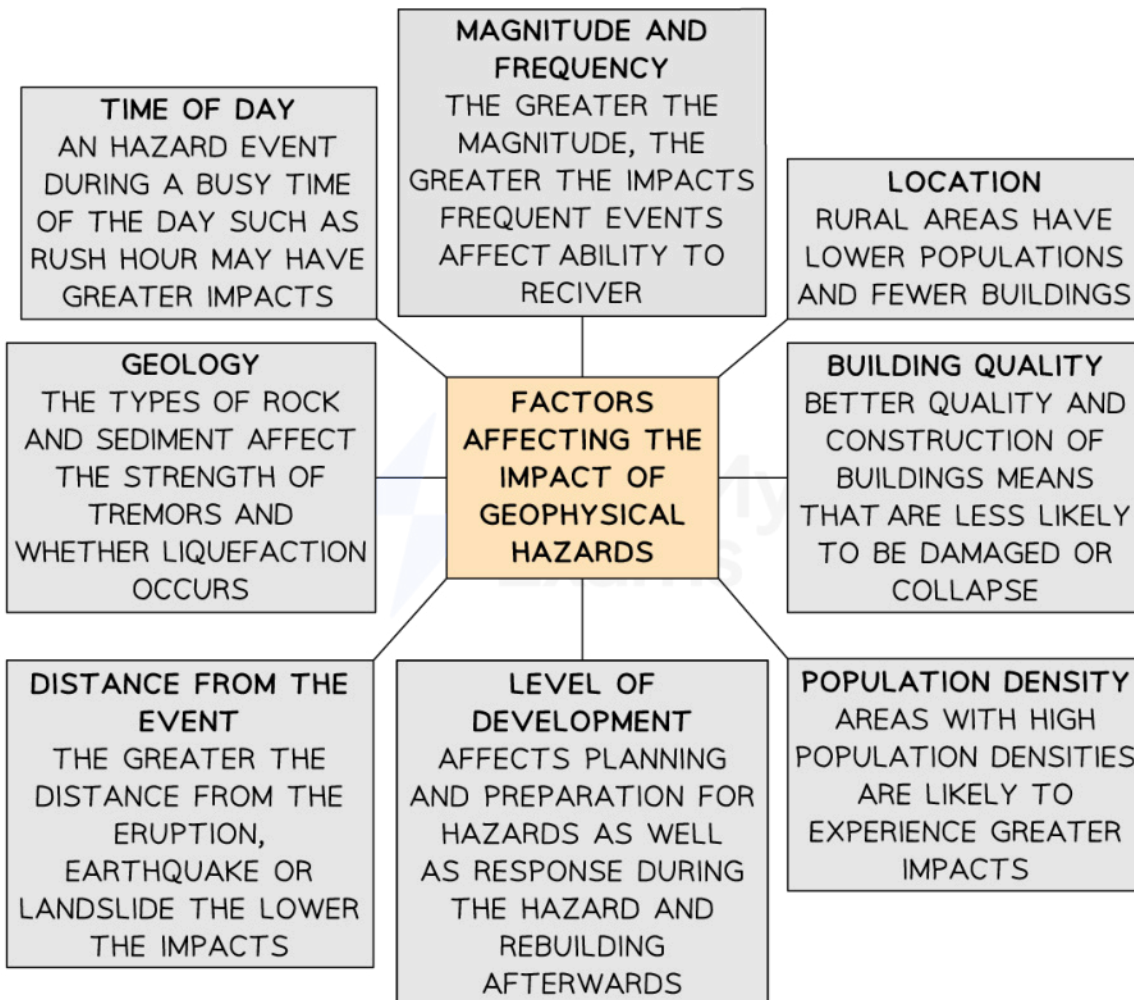 MAGNITUDE AND
FREQUENCY
THE GREATER THE
MAGNITUDE, THE
GREATER THE IMPACTS
FREQUENT EVENTS
AFFECT ABILITY TO
RECIVER
TIME OF DAY
AN HAZARD EVENT
DURING A BUSY TIME
OF THE DAY SUCH AS
RUSH HOUR MAY HAVE
GREATER IMPACTS
LOCATION
RURAL AREAS HAVE
LOWER POPULATIONS
AND FEWER BUILDINGS
GEOLOGY
THE TYPES OF ROCK
AND SEDIMENT AFFECT
THE STRENGTH OF
TREMORS AND
WHETHER LIQUEFACTION
OCCURS
FACTORS
AFFECTING THE
IMPACT OF
GEOPHYSICAL
HAZARDS
BUILDING QUALITY
BETTER QUALITY AND
CONSTRUCTION OF
BUILDINGS MEANS
THAT ARE LESS LIKELY
TO BE DAMAGED OR
COLLAPSE
DISTANCE FROM THE
EVENT
THE GREATER THE
DISTANCE FROM THE
ERUPTION,
EARTHQUAKE OR
LANDSLIDE THE LOWER
THE IMPACTS
LEVEL OF
DEVELOPMENT
AFFECTS PLANNING
AND PREPARATION FOR
HAZARDS AS WELL
AS RESPONSE DURING
THE HAZARD AND
REBUILDING
AFTERWARDS
POPULATION DENSITY
AREAS WITH HIGH
POPULATION DENSITIES
ARE LIKELY TO
EXPERIENCE GREATER
IMPACTS